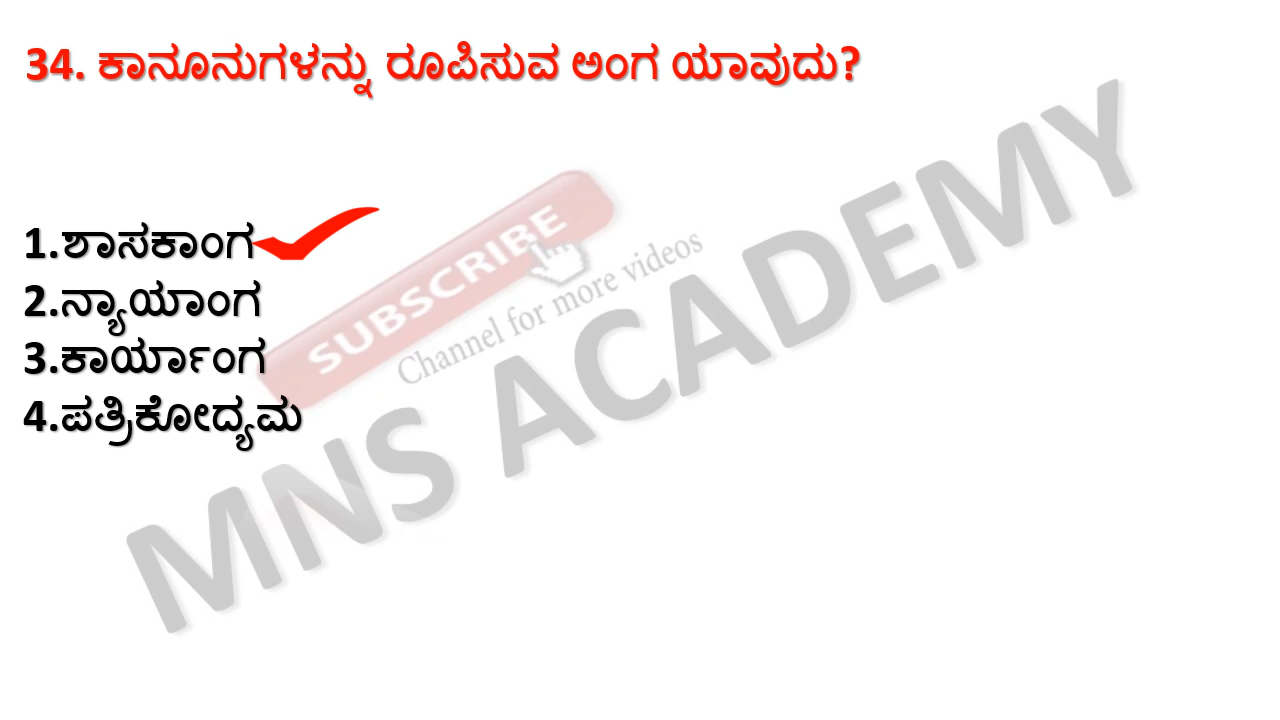 34. ಕಾನೂನುಗಳನ್ನು ರೂಪಿಸುವ ಅಂಗ ಯಾವುದು?
1.ಶಾಸಕಾಂಗ
2.ನ್ಯಾಯಾಂಗ
3.ಕಾರ್ಯಾಂಗ
4.ಪತ್ರಿಕೋದ್ಯಮ
SUBSCRIBE
Channel for more videos
MNS ACADEMY